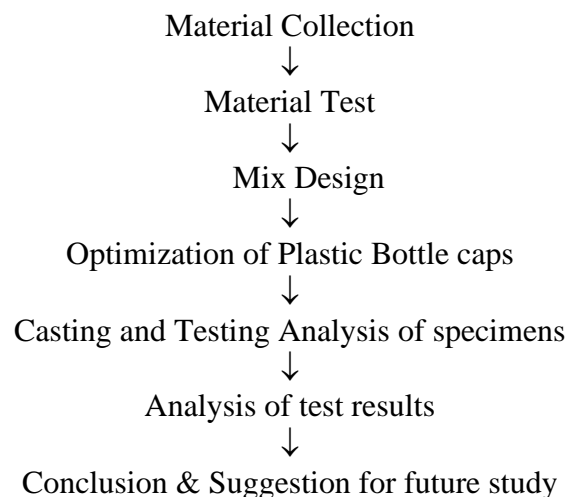 Material Collection
↓
Material Test
↓
Mix Design
↓
Optimization of Plastic Bottle caps
↓
Casting and Testing Analysis of specimens
↓
Analysis of test results
↓
Conclusion & Suggestion for future study